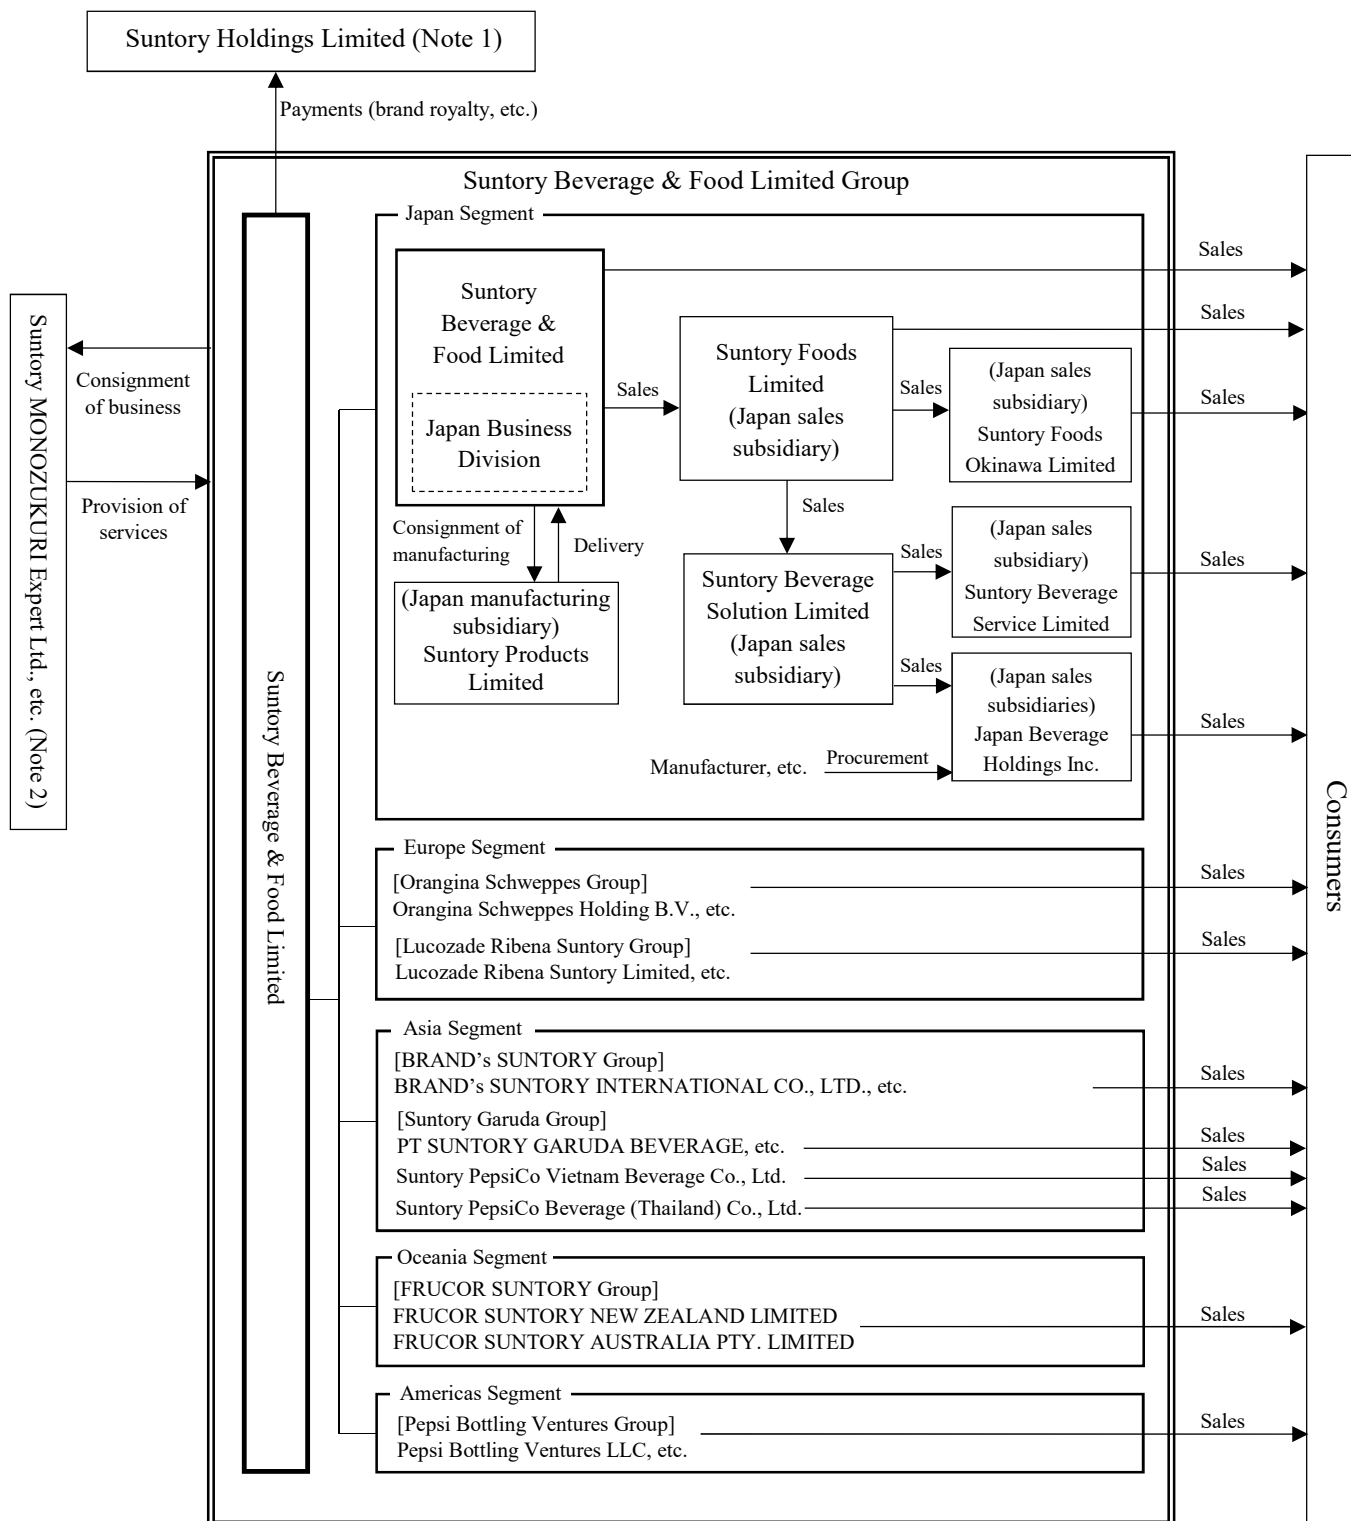 Suntory Holdings Limited (Note 1)
Payments (brand royalty, etc.)
Suntory Beverage & Food Limited Group
Suntory MONOZUKURI Expert Ltd., etc. (Note 2)
Consignment
of business
Provision of
services
Suntory Beverage & Food Limited
Japan Segment
Suntory
Beverage &
Food Limited
Japan Business
Division
Sales
Consignment of
manufacturing
Delivery
(Japan manufacturing
subsidiary)
Suntory Products
Limited
Suntory Foods
Limited
(Japan sales
subsidiary)
Sales
Sales
(Japan sales
subsidiary)
Suntory Foods
Okinawa Limited
Suntory Beverage
Solution Limited
(Japan sales
subsidiary)
Sales
(Japan sales
subsidiary)
Suntory Beverage
Service Limited
Sales
(Japan sales
subsidiaries)
Japan Beverage
Holdings Inc.
Manufacturer, etc.
Procurement
Sales
Sales
Sales
Sales
Sales
Europe Segment
[Orangina Schweppes Group]
Orangina Schweppes Holding B.V., etc.
Sales
[Lucozade Ribena Suntory Group]
Lucozade Ribena Suntory Limited, etc.
Sales
Asia Segment
[BRAND's SUNTORY Group]
BRAND's SUNTORY INTERNATIONAL CO., LTD., etc.
Sales
[Suntory Garuda Group]
PT SUNTORY GARUDA BEVERAGE, etc.
Sales
Suntory PepsiCo Vietnam Beverage Co., Ltd.
Sales
Suntory PepsiCo Beverage (Thailand) Co., Ltd.
Sales
Oceania Segment
[FRUCOR SUNTORY Group]
FRUCOR SUNTORY NEW ZEALAND LIMITED
FRUCOR SUNTORY AUSTRALIA PTY. LIMITED
Sales
Americas Segment
[Pepsi Bottling Ventures Group]
Pepsi Bottling Ventures LLC, etc.
Sales
Consumers